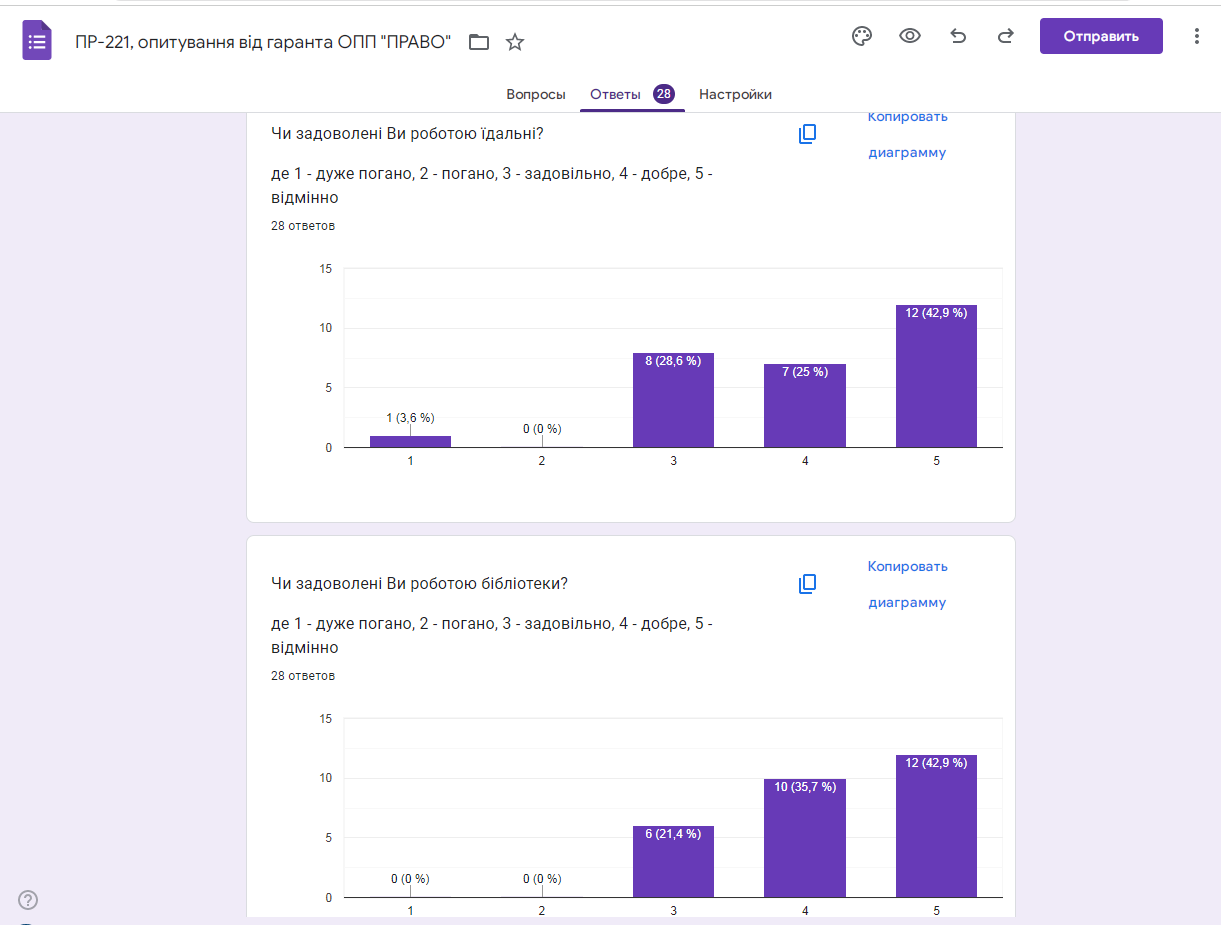 ПР-221, опитування від гаранта ОПП "ПРАВО"
Отправить
Вопросы Ответы 28 Настройки
Чи задоволені Ви роботою їдальні?
Копировать
диаграмму
де 1 - дуже погано, 2 - погано, 3 - задовільно, 4 - добре, 5 -
відмінно
28 ответов
15
10
5
0
1 (3,6 %)
0 (0 %)
8 (28,6 %)
7 (25 %)
12 (42,9 %)
1 2 3 4 5
Чи задоволені Ви роботою бібліотеки?
Копировать
диаграмму
де 1 - дуже погано, 2 - погано, 3 - задовільно, 4 - добре, 5 -
відмінно
28 ответов
15
10
5
0
0 (0 %)
0 (0 %)
6 (21,4 %)
10 (35,7 %)
12 (42,9 %)
1 2 3 4 5